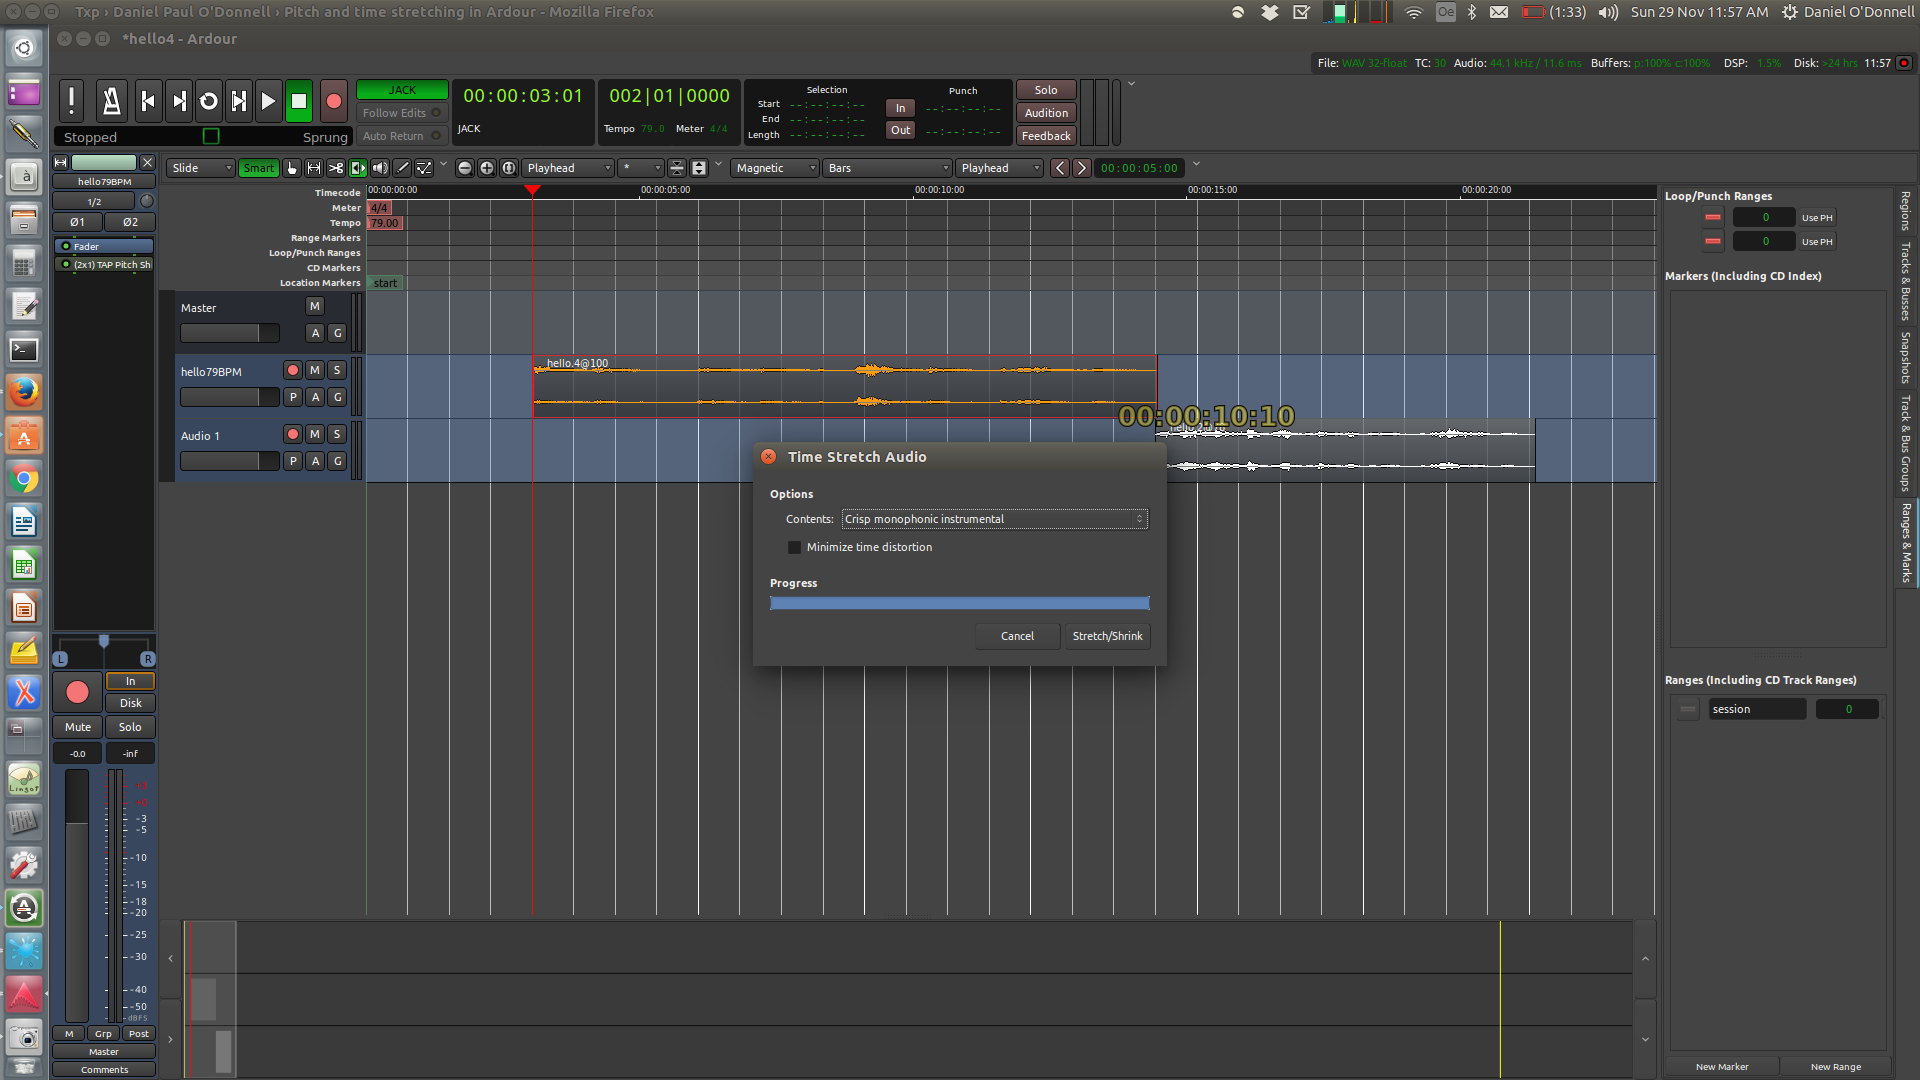 Txp › Daniel Paul O'Donnell › Pitch and time stretching in Ardour - Mozilla Firefox
(1:33) Sun 29 Nov 11:57 AM Daniel O'Donnell
*hello4 - Ardour
File: WAV 32-float TC: 30 Audio: 44.1 kHz / 11.6 ms Buffers: p:100% c:100% DSP: 1.5% Disk: >24 hrs 11:57
JACK
Follow Edits
Auto Return
00:00:03:01
JACK
002|01|0000
Tempo 79.0 Meter 4/4
Selection
Start --:--:--:--
End --:--:--:--
Length --:--:--:--
Punch
In --:--:--:--
Out --:--:--:--
Solo
Audition
Feedback
Stopped Sprung
hello79BPM
1/2
Ø1 Ø2
Fader
(2x1) TAP Pitch Sh
Slide Smart Playhead * Magnetic Bars Playhead 00:00:05:00
Timecode 00:00:00:00 00:00:05:00 00:00:10:00 00:00:15:00 00:00:20:00
Meter 4/4
Tempo 79.00
Range Markers
Loop/Punch Ranges
CD Markers
Location Markers start
Master M
A G
hello79BPM M S
P A G
hello.4@100
Audio 1 M S
P A G
00:00:10:10
Time Stretch Audio
Options
Contents: Crisp monophonic instrumental
Minimize time distortion
Progress
Cancel Stretch/Shrink
Loop/Punch Ranges
0 Use PH
0 Use PH
Markers (Including CD Index)
Ranges (Including CD Track Ranges)
session 0
New Marker New Range
Regions
Tracks & Busses
Snapshots
Track & Bus Groups
Ranges & Marks
L R
In
Disk
Mute Solo
-0.0 -inf
-3
-5
-10
-15
-18
-20
-25
-30
-40
-50
dBFS
M Grp Post
Master
Comments